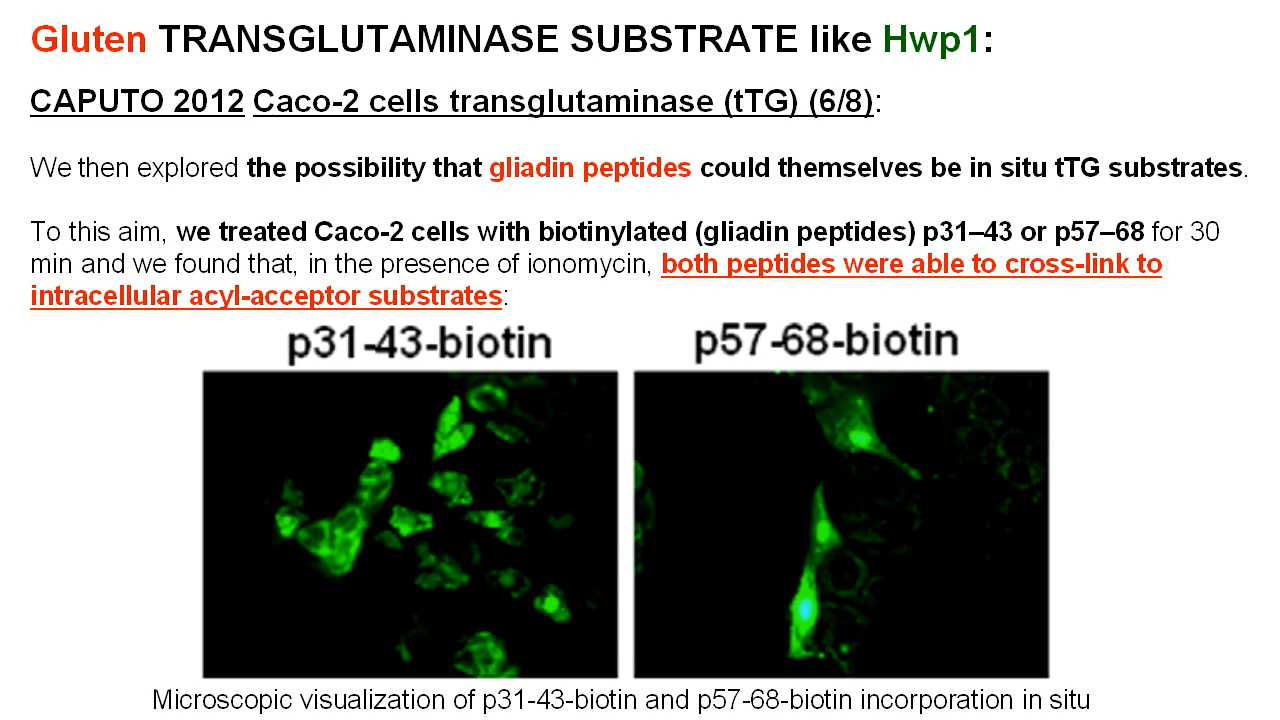 Gluten TRANSGLUTAMINASE SUBSTRATE like Hwp1:
CAPUTO 2012 Caco-2 cells transglutaminase (tTG) (6/8):
We then explored the possibility that gliadin peptides could themselves be in situ tTG substrates.
To this aim, we treated Caco-2 cells with biotinylated (gliadin peptides) p31–43 or p57–68 for 30
min and we found that, in the presence of ionomycin, both peptides were able to cross-link to
intracellular acyl-acceptor substrates:
p31-43-biotin
p57-68-biotin
Microscopic visualization of p31-43-biotin and p57-68-biotin incorporation in situ